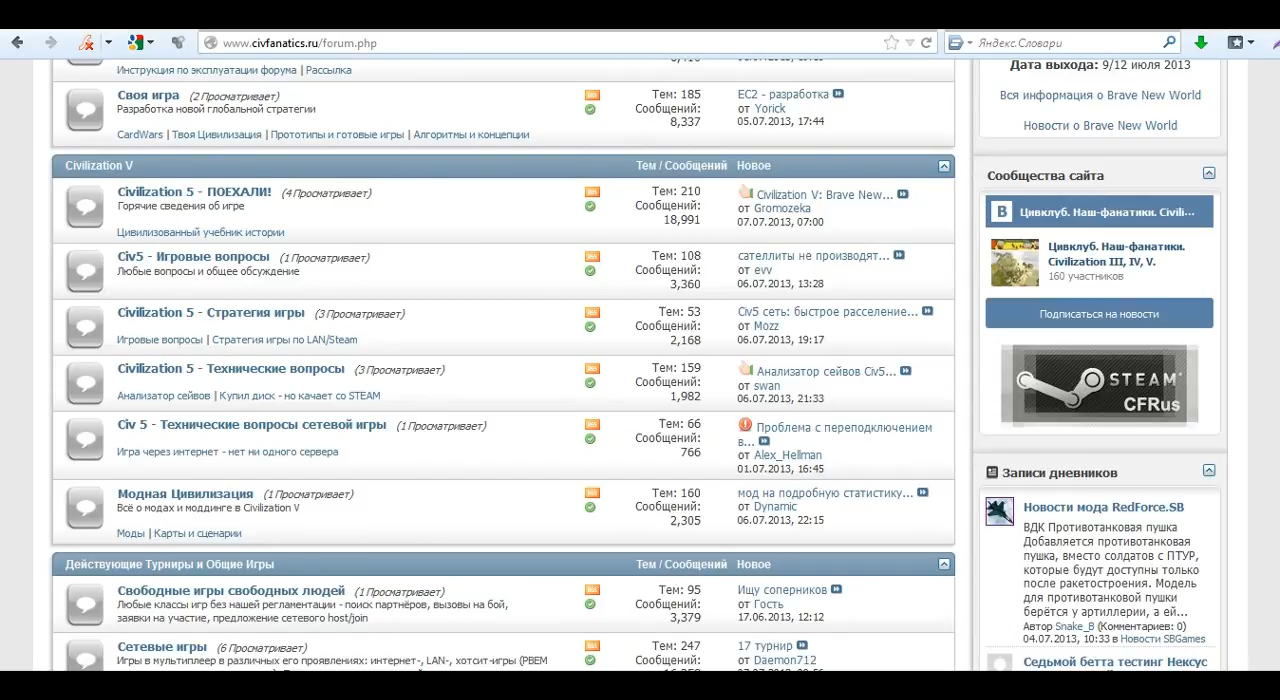 www.civfanatics.ru/forum.php
Яндекс.Словари
Инструкция по эксплуатации форума | Рассылка
Своя игра (2 Просматривает)
Разработка новой глобальной стратегии
CardWars | Твоя Цивилизация | Прототипы и готовые игры | Алгоритмы и концепции
Тем: 185
Сообщений:
8,337
ЕС2 - разработка
от Yorick
05.07.2013, 17:44
Civilization V
Тем / Сообщений
Новое
Civilization 5 - ПОЕХАЛИ! (4 Просматривает)
Горячие сведения об игре
Цивилизованный учебник истории
Тем: 210
Сообщений:
18,991
Civilization V: Brave New...
от Gromozeka
07.07.2013, 07:00
Civ5 - Игровые вопросы (1 Просматривает)
Любые вопросы и общее обсуждение
Тем: 108
Сообщений:
3,360
сателлиты не производят...
от evv
06.07.2013, 13:28
Civilization 5 - Стратегия игры (3 Просматривает)
Игровые вопросы | Стратегия игры по LAN/Steam
Тем: 53
Сообщений:
2,168
Civ5 сеть: быстрое расселение...
от Mozz
06.07.2013, 19:17
Civilization 5 - Технические вопросы (3 Просматривает)
Анализатор сейвов | Купил диск - но качает со STEAM
Тем: 159
Сообщений:
1,982
Анализатор сейвов Civ5...
от swan
06.07.2013, 21:33
Civ 5 - Технические вопросы сетевой игры (1 Просматривает)
Игра через интернет - нет ни одного сервера
Тем: 66
Сообщений:
766
Проблема с переподключением
в...
от Alex_Hellman
01.07.2013, 16:45
Модная Цивилизация (1 Просматривает)
Всё о модах и моддинге в Civilization V
Моды | Карты и сценарии
Тем: 160
Сообщений:
2,305
мод на подробную статистику...
от Dynamic
06.07.2013, 22:15
Действующие Турниры и Общие Игры
Тем / Сообщений
Новое
Свободные игры свободных людей (1 Просматривает)
Любые классы игр без нашей регламентации - поиск партнёров, вызовы на бой,
заявки на участие, предложение сетевого host/join
Тем: 95
Сообщений:
3,379
Ищу соперников
от Гость
17.06.2013, 12:12
Сетевые игры (6 Просматривает)
Игры в мультиплеер в различных его проявлениях: интернет-, LAN-, хотсит-игры (PBEM
Тем: 247
Сообщений:
17 турнир
от Daemon712
Дата выхода: 9/12 июля 2013
Вся информация о Brave New World
Новости о Brave New World
Сообщества сайта
В Цивклуб. Наш-фанатики. Civili...
Цивклуб. Наш-фанатики.
Civilization III, IV, V.
160 участников
Подписаться на новости
STEAM
CFRus
Записи дневников
Новости мода RedForce.SB
ВДК Противотанковая пушка
Добавляется противотанковая
пушка, вместо солдатов с ПТУР,
которые будут доступны только
после ракетостроения. Модель
для противотанковой пушки
берётся у артиллерии, а ей...
Автор Snake_B (Комментариев: 0)
04.07.2013, 10:33 в Новости SBGames
Седьмой бетта тестинг Нексус